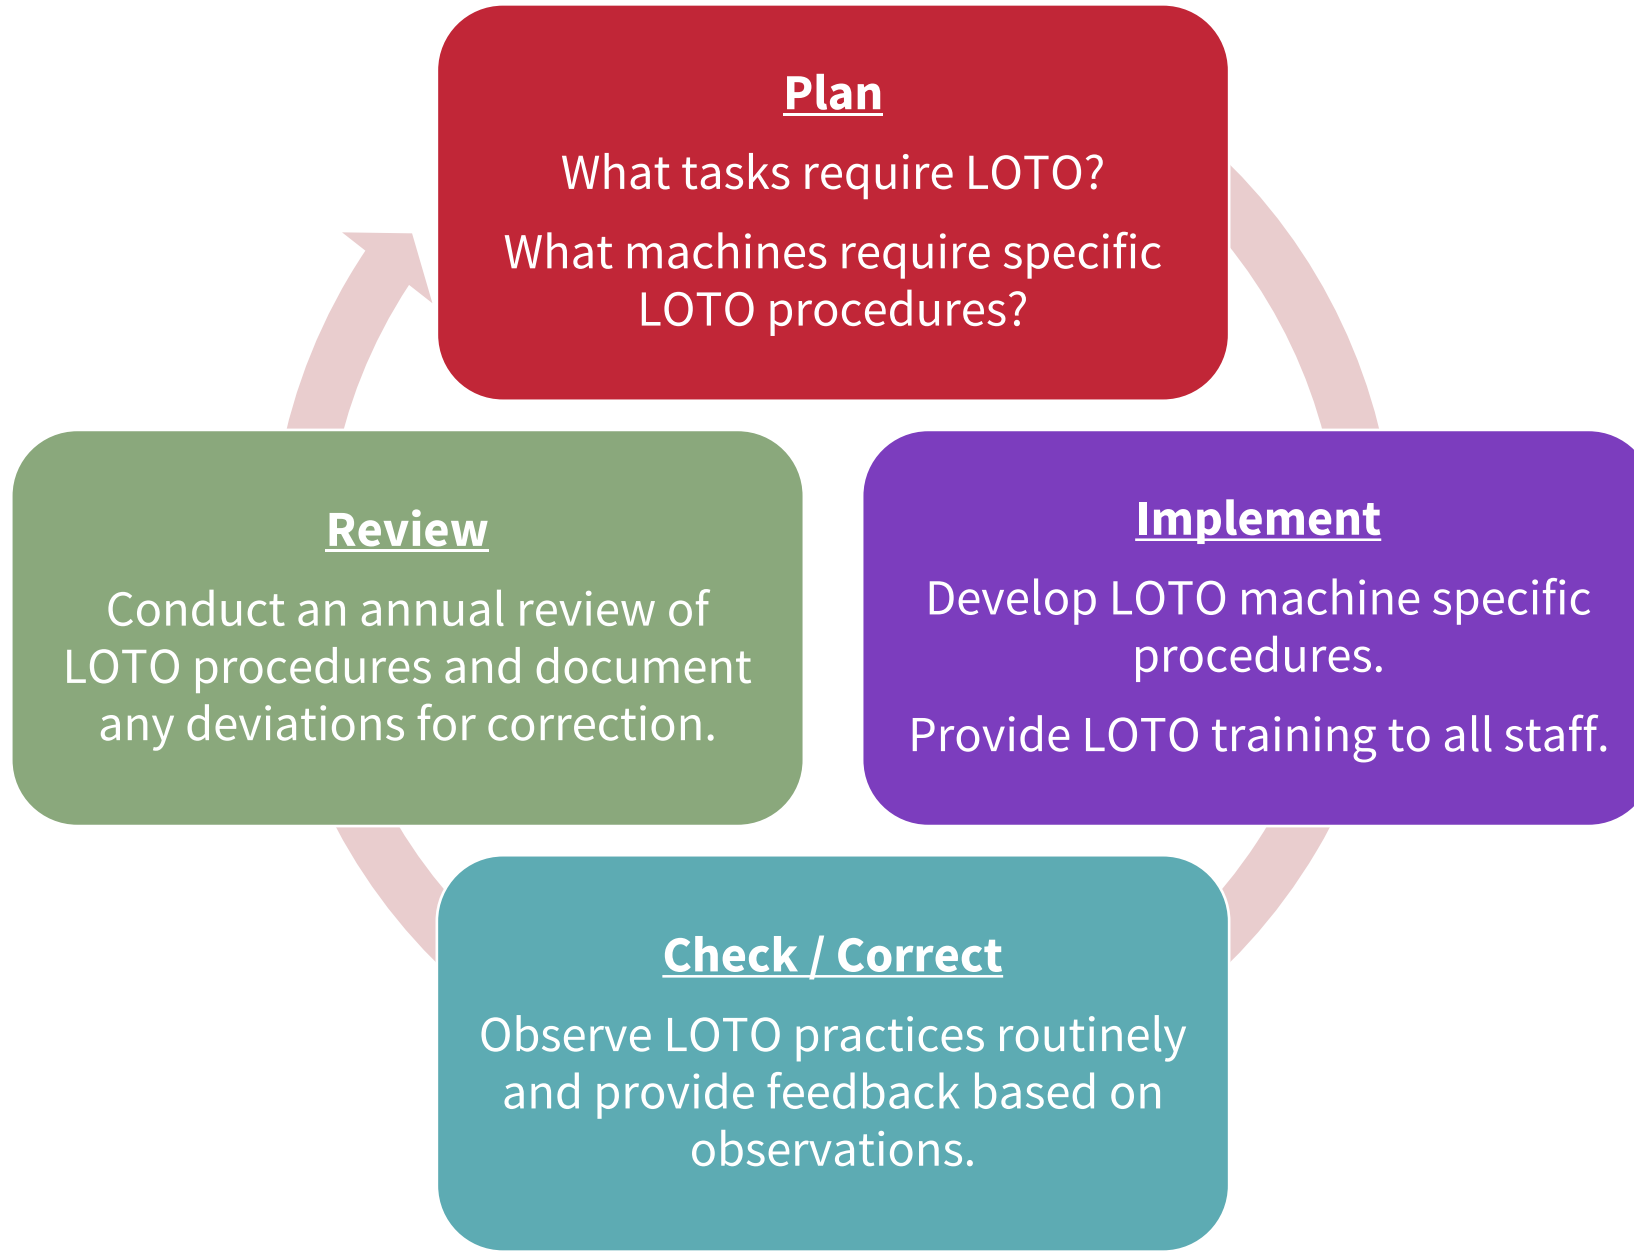 Plan
What tasks require LOTO?
What machines require specific
LOTO procedures?
Implement
Develop LOTO machine specific
procedures.
Provide LOTO training to all staff.
Check / Correct
Observe LOTO practices routinely
and provide feedback based on
observations.
Review
Conduct an annual review of
LOTO procedures and document
any deviations for correction.